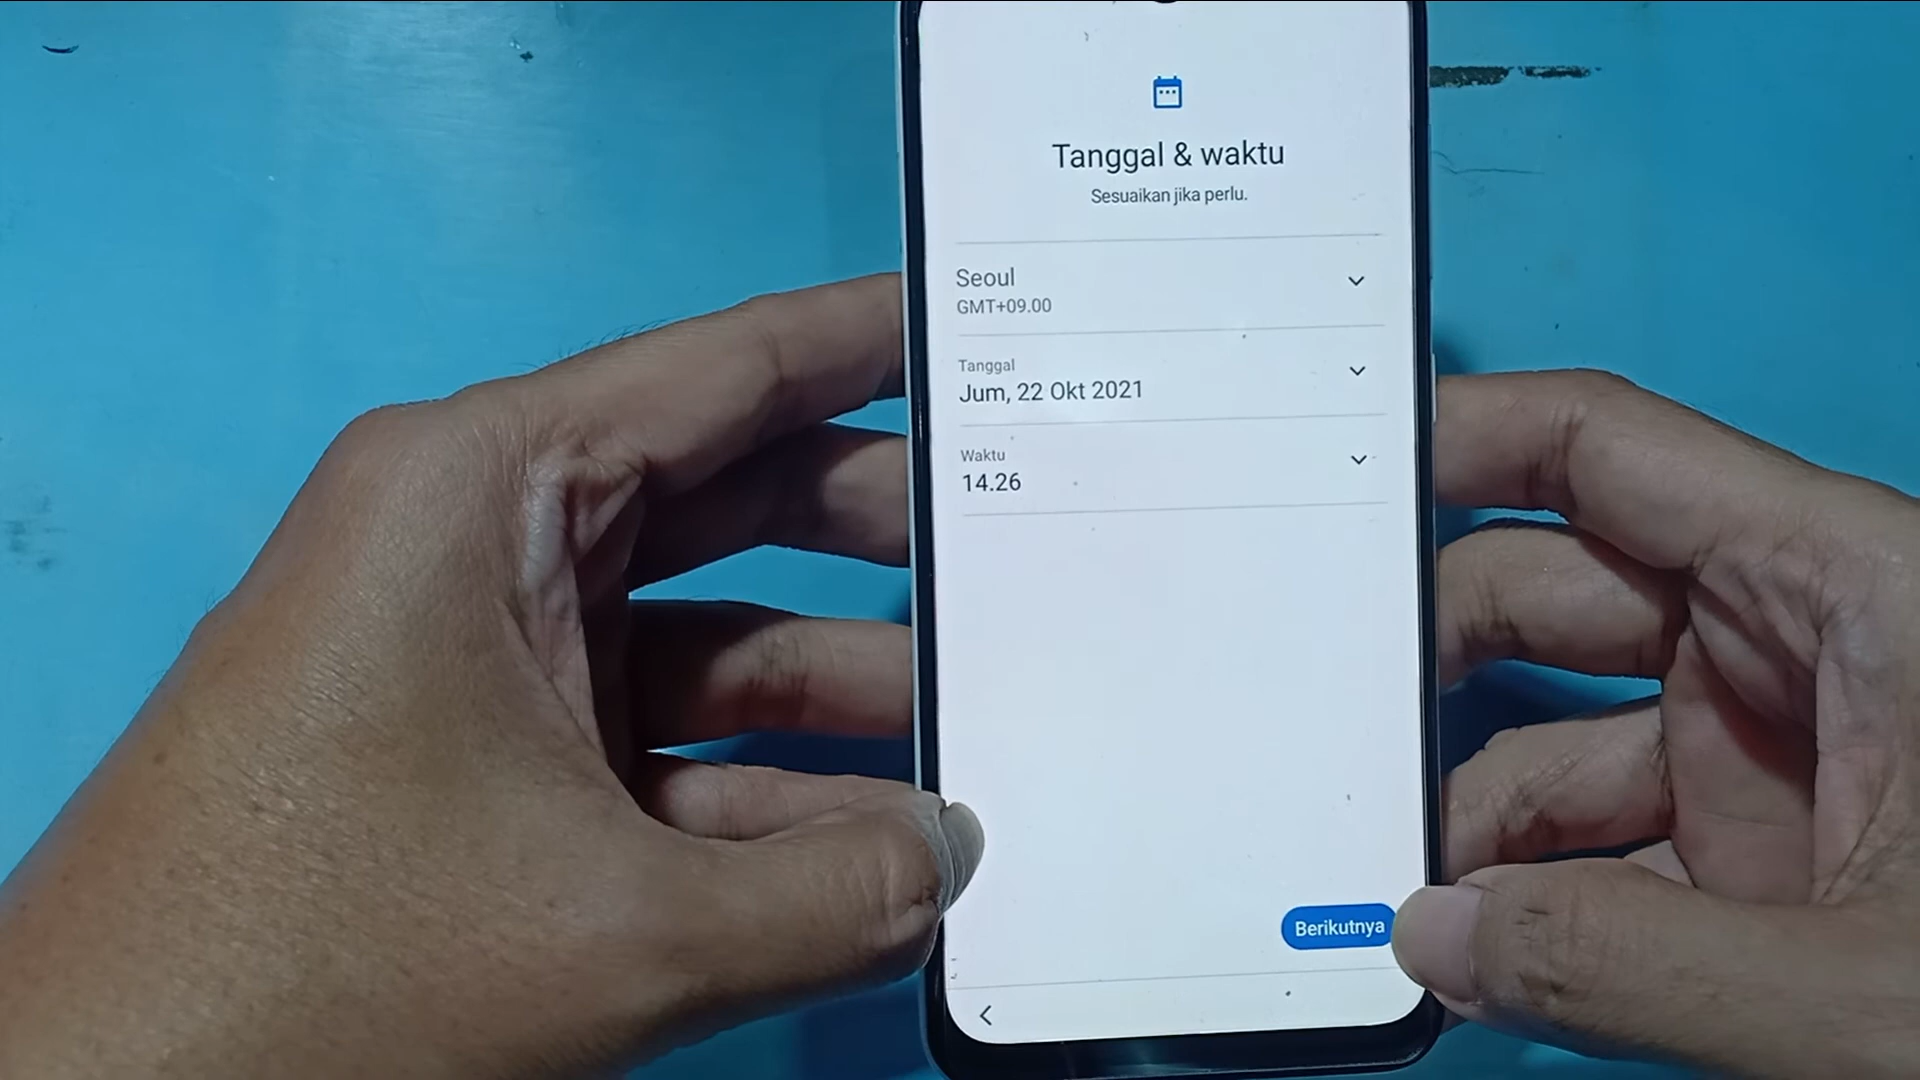 Tanggal & waktu
Sesuaikan jika perlu.
Seoul
GMT+09.00
Tanggal
Jum, 22 Okt 2021
Waktu
14.26
Berikutnya